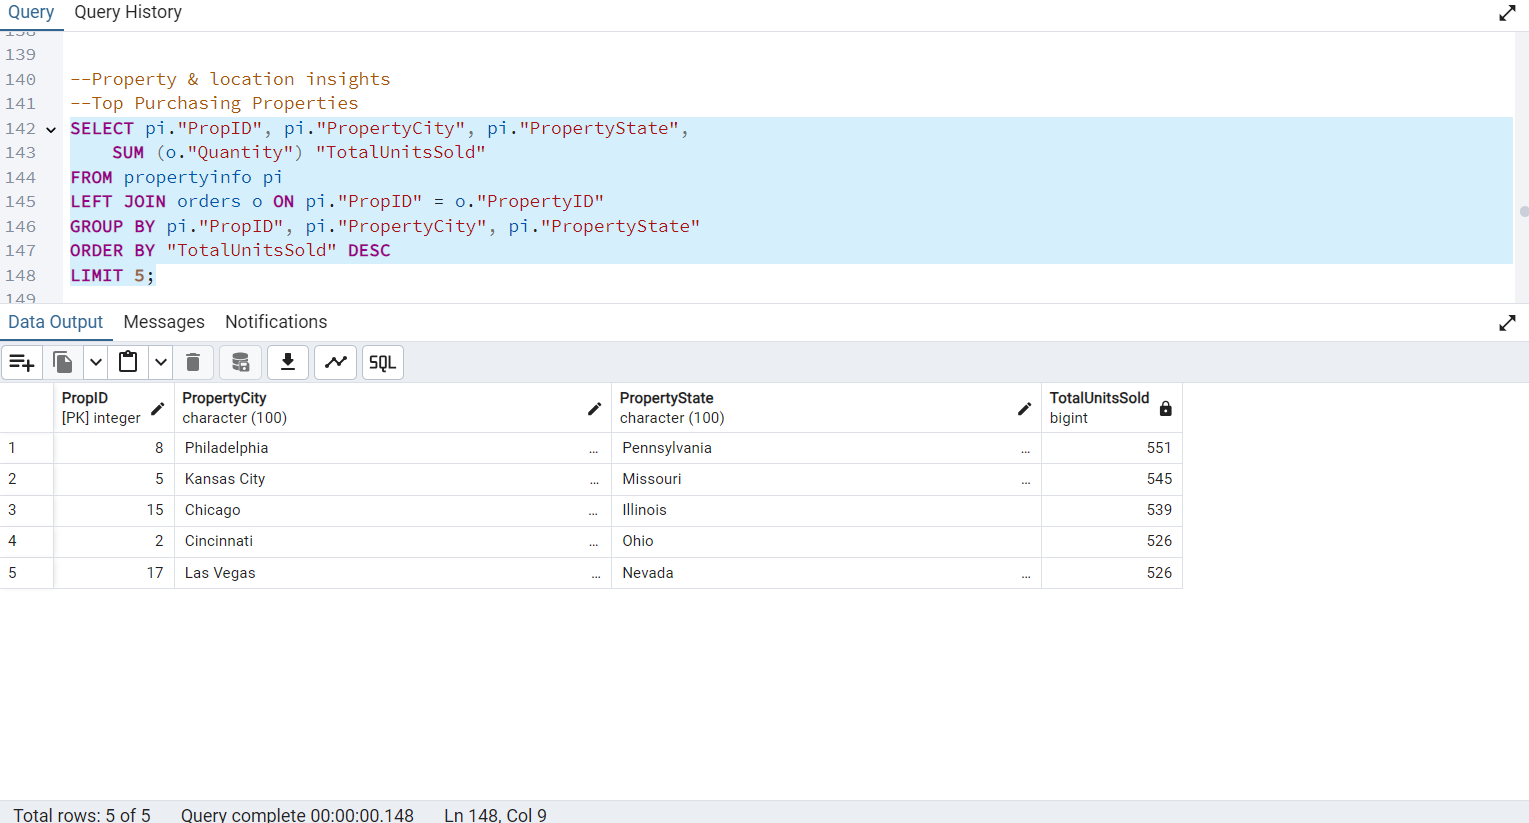 Query Query History
138
139
140 --Property & location insights
141 --Top Purchasing Properties
142 SELECT pi."PropID", pi."PropertyCity", pi."PropertyState",
143 SUM (o."Quantity") "TotalUnitsSold"
144 FROM propertyinfo pi
145 LEFT JOIN orders o ON pi."PropID" = o."PropertyID"
146 GROUP BY pi."PropID", pi."PropertyCity", pi."PropertyState"
147 ORDER BY "TotalUnitsSold" DESC
148 LIMIT 5;
149
Data Output Messages Notifications
SQL
PropID PropertyCity PropertyState TotalUnitsSold
[PK] integer character (100) character (100) bigint
1 8 Philadelphia ... Pennsylvania ... 551
2 5 Kansas City ... Missouri ... 545
3 15 Chicago ... Illinois 539
4 2 Cincinnati ... Ohio 526
5 17 Las Vegas ... Nevada ... 526
Total rows: 5 of 5 Query complete 00:00:00.148 Ln 148, Col 9